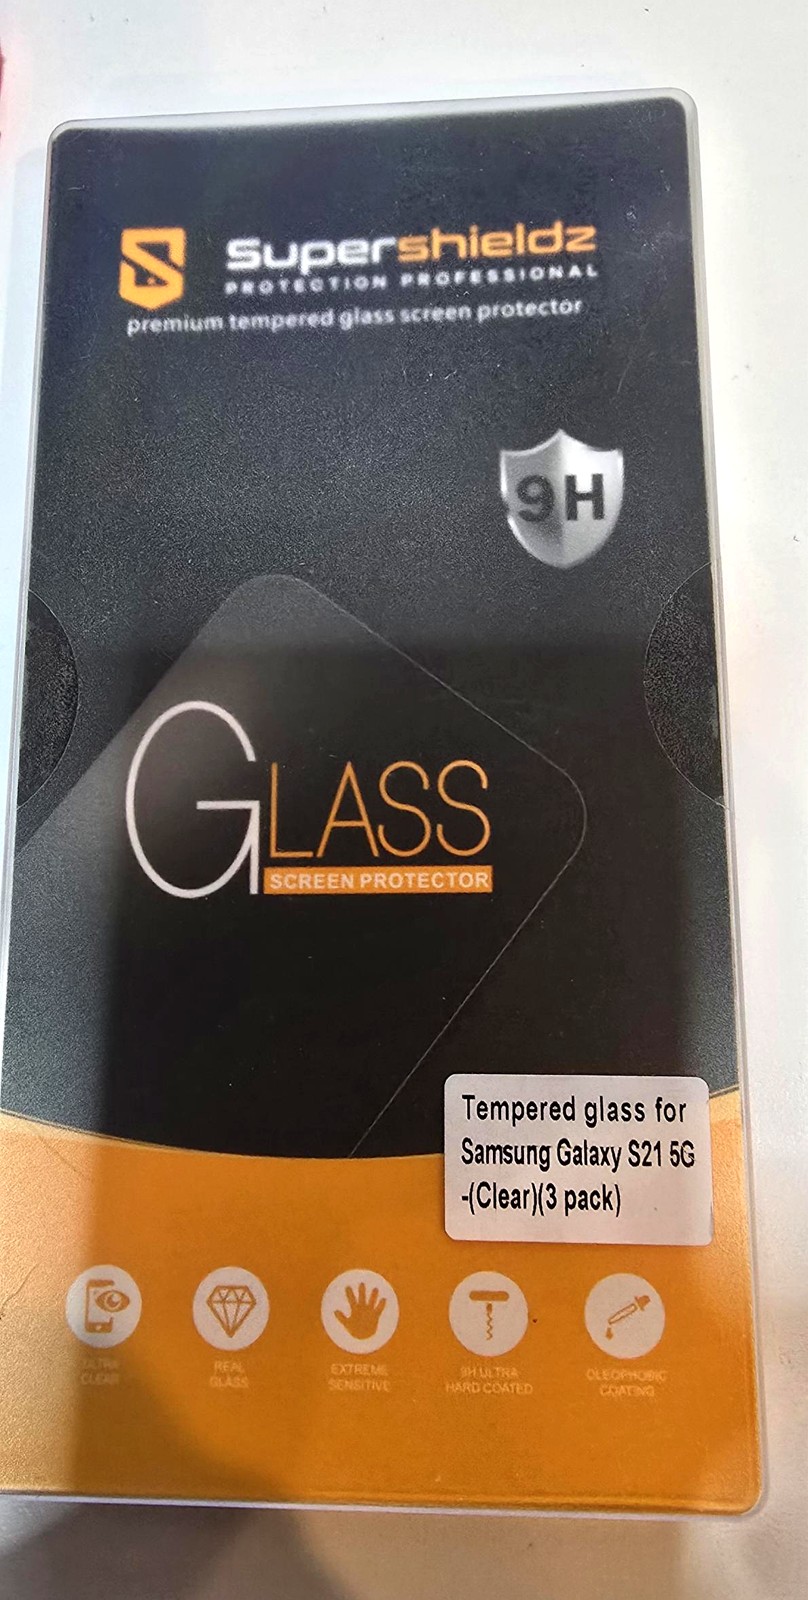 Supershieldz
PROTECTION PROFESSIONAL
premium tempered glass screen protector
9H
GLASS
SCREEN PROTECTOR
Tempered glass for
Samsung Galaxy S21 5G
-(Clear)(3 pack)
ULTRA
CLEAR
REAL
GLASS
EXTREME
SENSITIVE
9H ULTRA
HARD COATED
OLEOPHOBIC
COATING